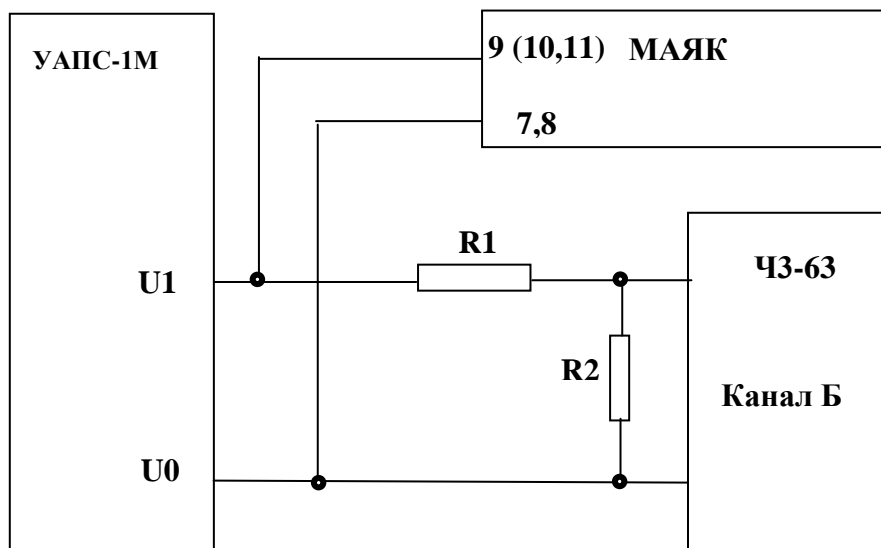 УАПС-1М
9 (10,11) МАЯК
7,8
R1
U1
Ч3-63
R2
Канал Б
U0